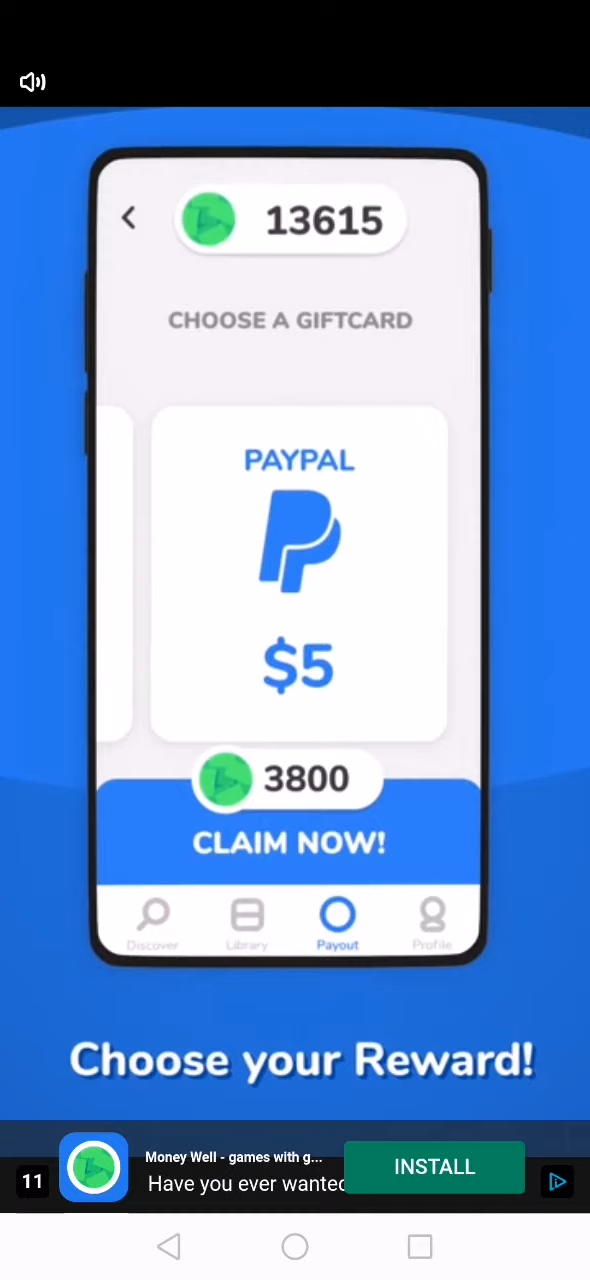 13615
CHOOSE A GIFTCARD
PAYPAL
$5
3800
CLAIM NOW!
Discover
Library
Payout
Profile
Choose your Reward!
11
Money Well - games with g...
Have you ever wanted
INSTALL